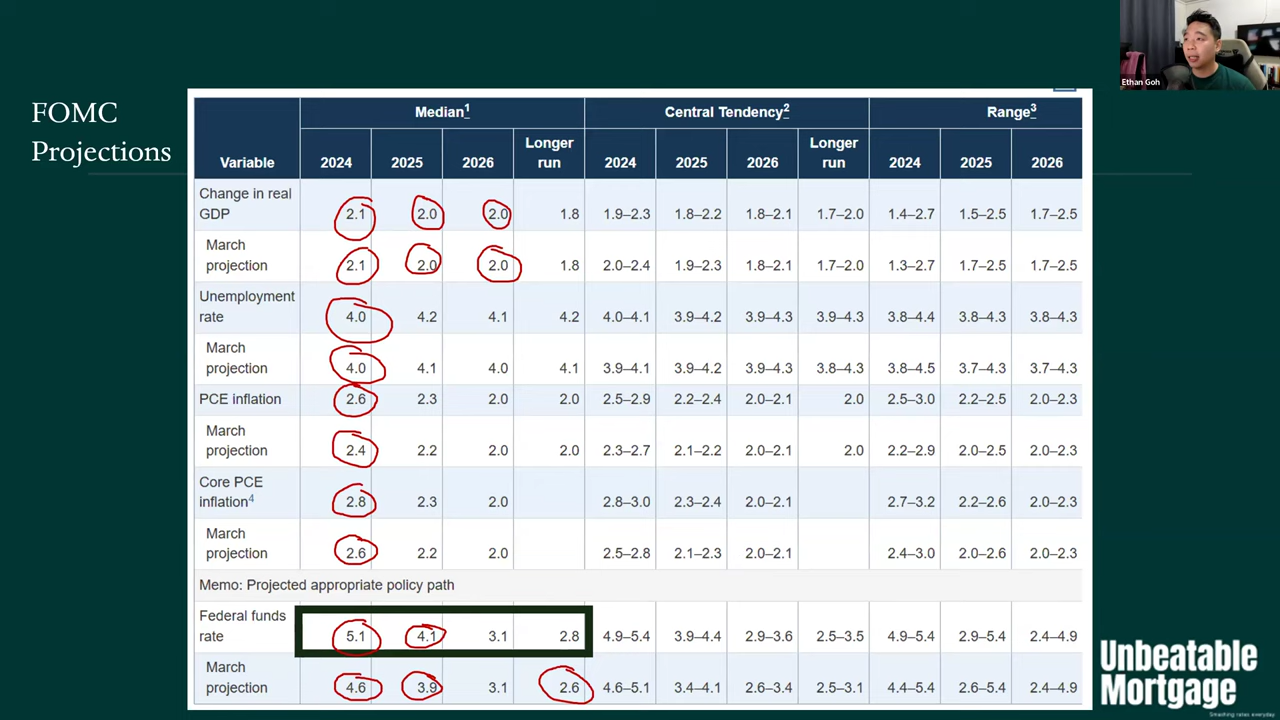 Ethan Goh
FOMC
Projections
Median1 Central Tendency2 Range3
Variable 2024 2025 2026 Longer run 2024 2025 2026 Longer run 2024 2025 2026
Change in real
GDP 2.1 2.0 2.0 1.8 1.9–2.3 1.8–2.2 1.8–2.1 1.7–2.0 1.4–2.7 1.5–2.5 1.7–2.5
March
projection 2.1 2.0 2.0 1.8 2.0–2.4 1.9–2.3 1.8–2.1 1.7–2.0 1.3–2.7 1.7–2.5 1.7–2.5
Unemployment
rate 4.0 4.2 4.1 4.2 4.0–4.1 3.9–4.2 3.9–4.3 3.9–4.3 3.8–4.4 3.8–4.3 3.8–4.3
March
projection 4.0 4.1 4.0 4.1 3.9–4.1 3.9–4.2 3.9–4.3 3.8–4.3 3.8–4.5 3.7–4.3 3.7–4.3
PCE inflation 2.6 2.3 2.0 2.0 2.5–2.9 2.2–2.4 2.0–2.1 2.0 2.5–3.0 2.2–2.5 2.0–2.3
March
projection 2.4 2.2 2.0 2.0 2.3–2.7 2.1–2.2 2.0–2.1 2.0 2.2–2.9 2.0–2.5 2.0–2.3
Core PCE
inflation4 2.8 2.3 2.0 2.8–3.0 2.3–2.4 2.0–2.1 2.7–3.2 2.2–2.6 2.0–2.3
March
projection 2.6 2.2 2.0 2.5–2.8 2.1–2.3 2.0–2.1 2.4–3.0 2.0–2.6 2.0–2.3
Memo: Projected appropriate policy path
Federal funds
rate 5.1 4.1 3.1 2.8 4.9–5.4 3.9–4.4 2.9–3.6 2.5–3.5 4.9–5.4 2.9–5.4 2.4–4.9
March
projection 4.6 3.9 3.1 2.6 4.6–5.1 3.4–4.1 2.6–3.4 2.5–3.1 4.4–5.4 2.6–5.4 2.4–4.9
Unbeatable
Mortgage
Smashing rates everyday